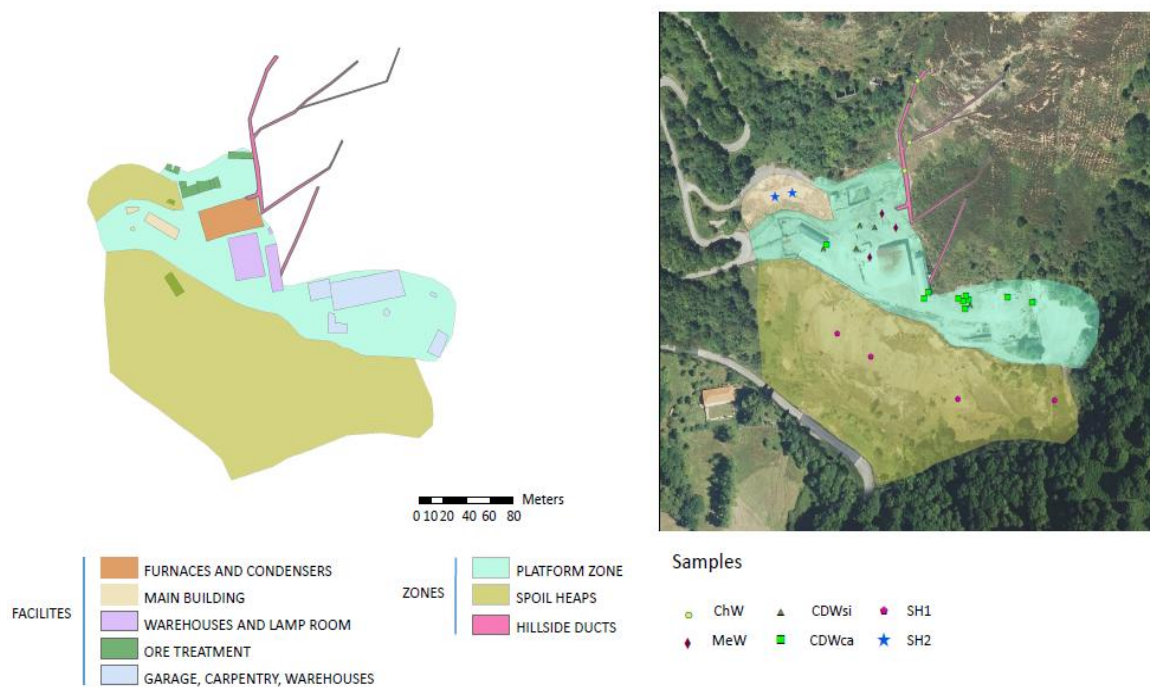 Meters
0 10 20 40 60 80
FACILITES
FURNACES AND CONDENSERS
MAIN BUILDING
WAREHOUSES AND LAMP ROOM
ORE TREATMENT
GARAGE, CARPENTRY, WAREHOUSES
ZONES
PLATFORM ZONE
SPOIL HEAPS
HILLSIDE DUCTS
Samples
ChW
CDWsi
SH1
MeW
CDWca
SH2